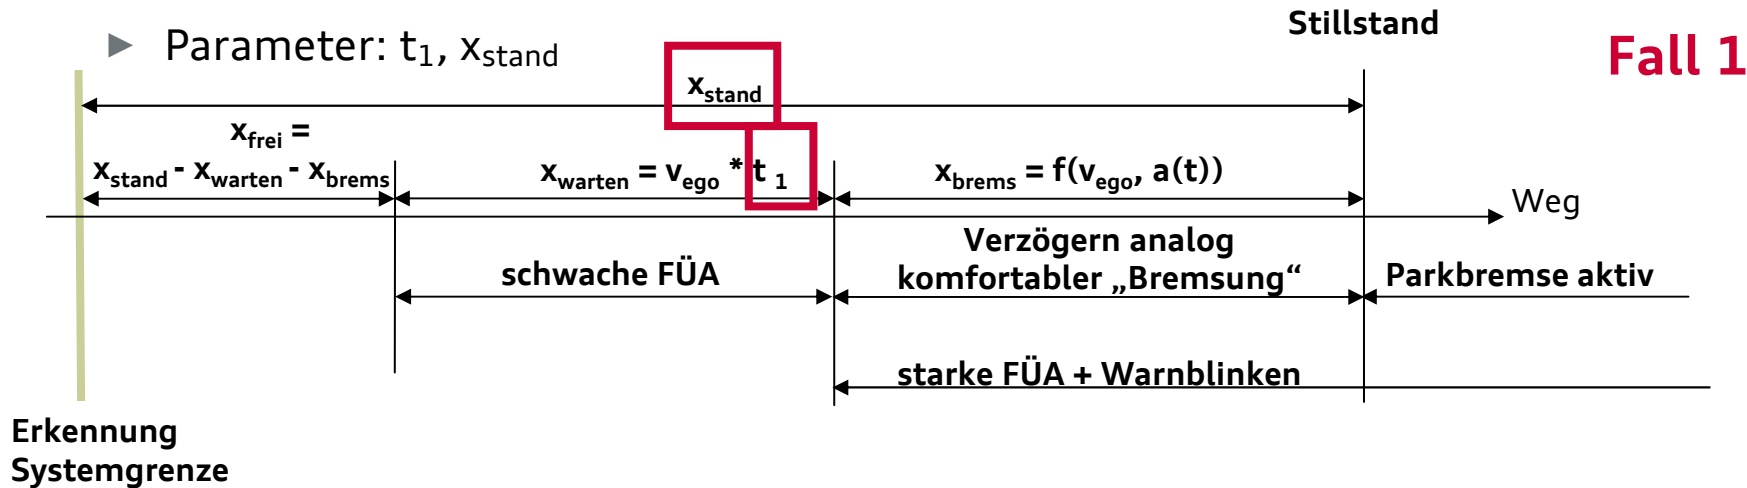 ► Parameter: t1, xstand
Stillstand
Fall 1
xstand
xfrei =
xstand - xwarten - xbrems
xwarten = vego * t 1
xbrems = f(vego, a(t))
Weg
schwache FÜA
Verzögern analog
komfortabler „Bremsung“
Parkbremse aktiv
starke FÜA + Warnblinken
Erkennung
Systemgrenze